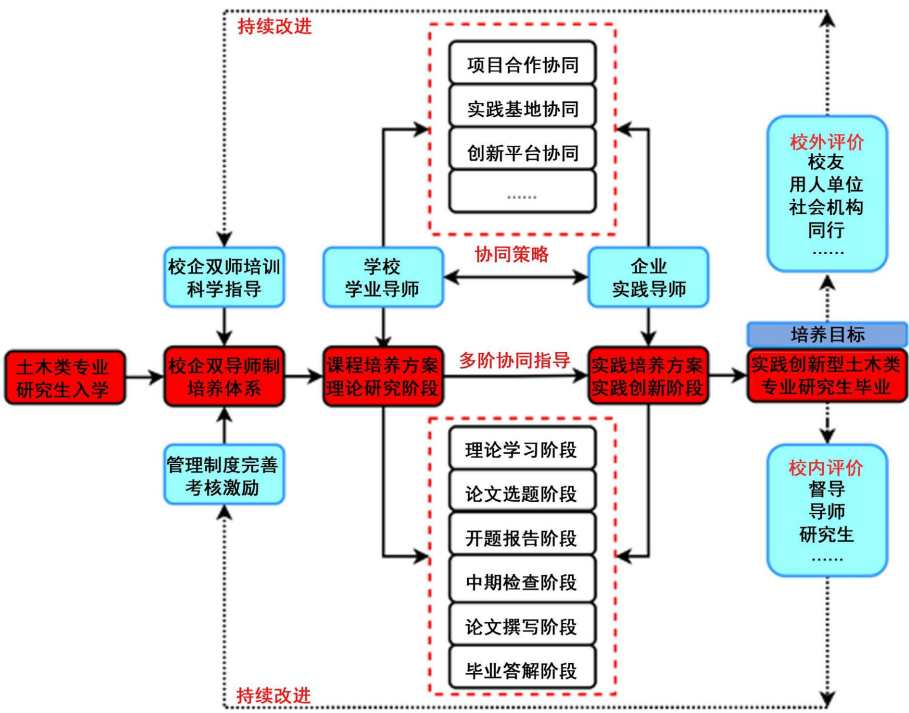 持续改进
项目合作协同
实践基地协同
创新平台协同
......
校外评价
校友
用人单位
社会机构
同行
......
校企双师培训
科学指导
学校
学业导师
协同策略
企业
实践导师
培养目标
土木类专业
研究生入学
校企双导师制
培养体系
课程培养方案
理论研究阶段
多阶协同指导
实践培养方案
实践创新阶段
实践创新型土木类
专业研究生毕业
管理制度完善
考核激励
理论学习阶段
论文选题阶段
开题报告阶段
中期检查阶段
论文撰写阶段
毕业答解阶段
校内评价
督导
导师
研究生
......
持续改进